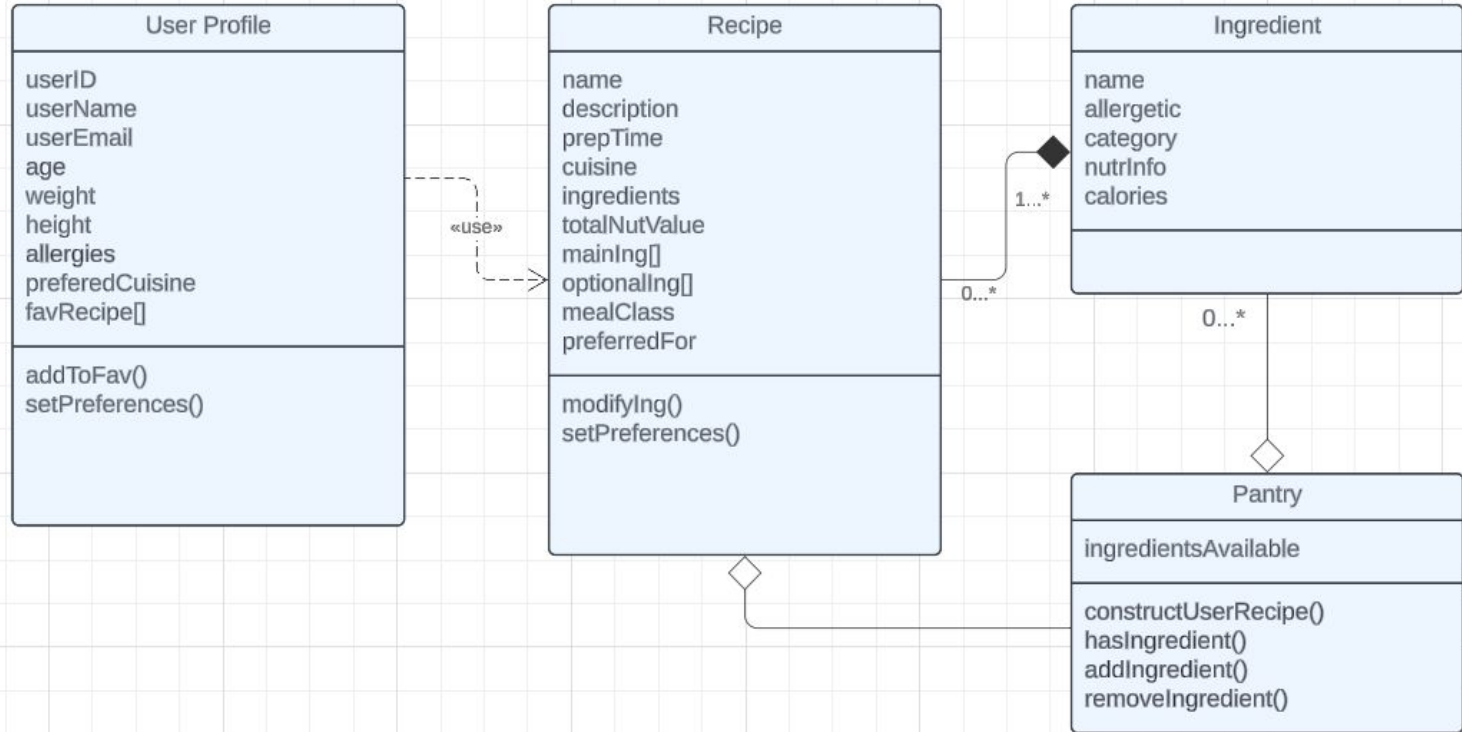 User Profile
userID
userName
userEmail
age
weight
height
allergies
preferedCuisine
favRecipe[]
addToFav()
setPreferences()
«use»
Recipe
name
description
prepTime
cuisine
ingredients
totalNutValue
mainIng[]
optionalIng[]
mealClass
preferredFor
modifyIng()
setPreferences()
1...*
0...*
Ingredient
name
allergetic
category
nutrInfo
calories
0...*
Pantry
ingredientsAvailable
constructUserRecipe()
hasIngredient()
addIngredient()
removeIngredient()